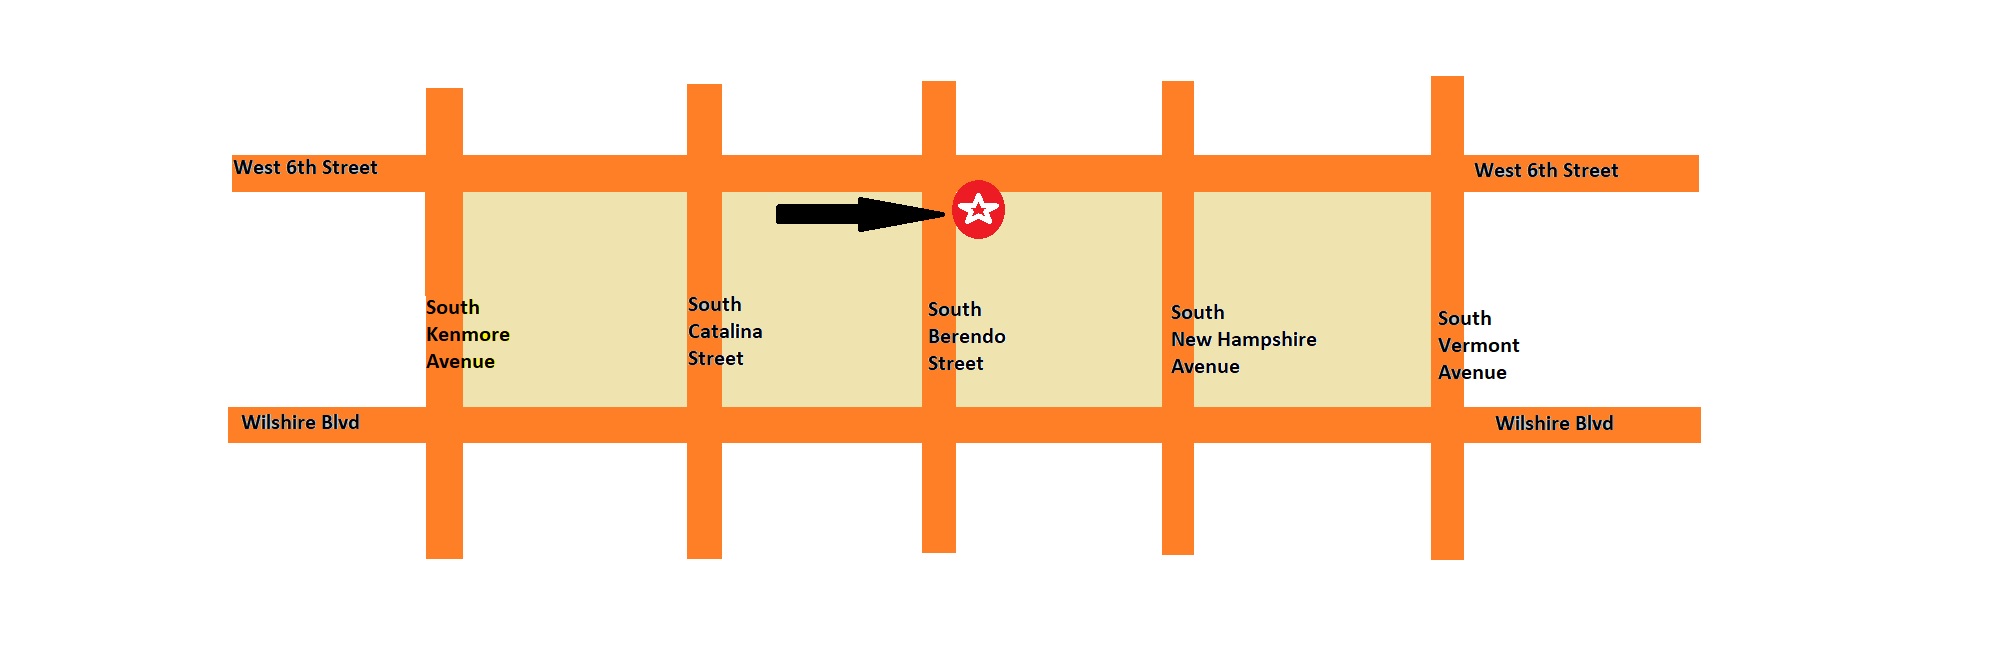 West 6th Street
West 6th Street
South
Kenmore
Avenue
South
Catalina
Street
South
Berendo
Street
South
New Hampshire
Avenue
South
Vermont
Avenue
Wilshire Blvd
Wilshire Blvd